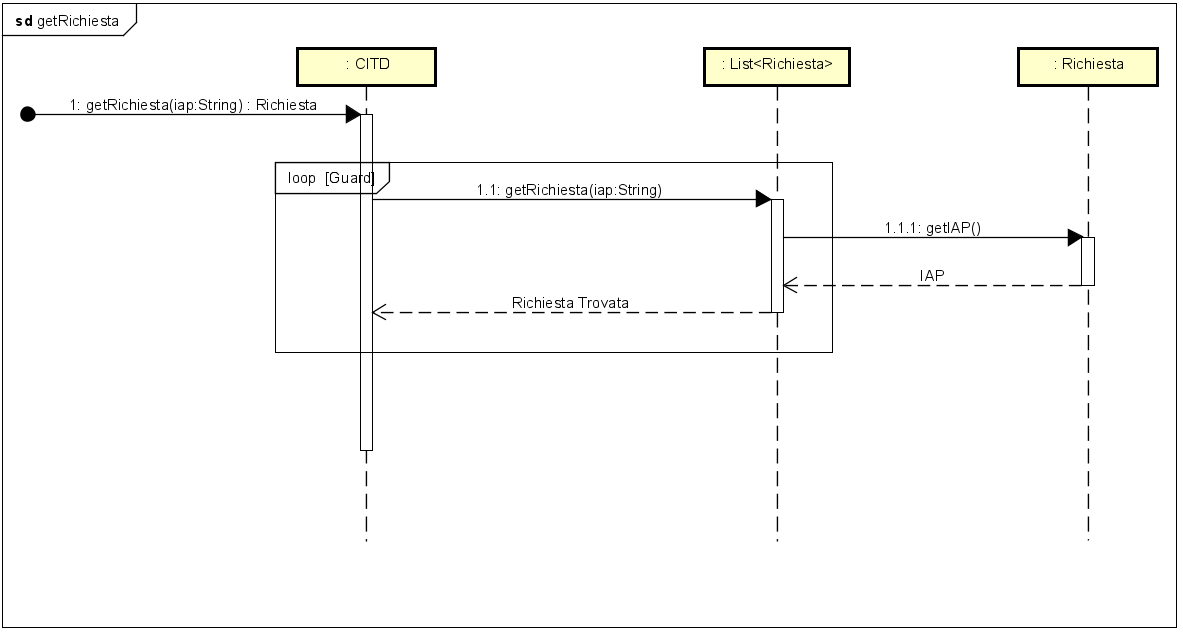 sd getRichiesta
: CITD
: List<Richiesta>
: Richiesta
1: getRichiesta(iap:String) : Richiesta
loop [Guard]
1.1: getRichiesta(iap:String)
1.1.1: getIAP()
IAP
Richiesta Trovata